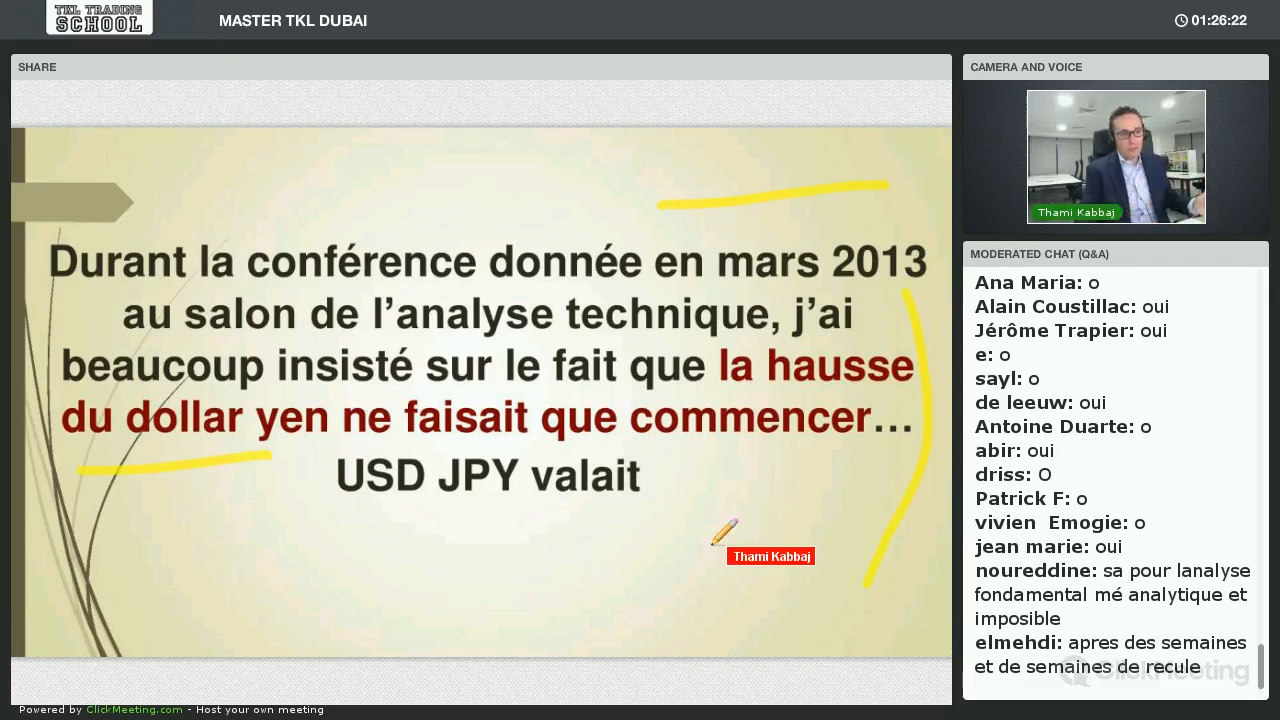 TKL TRADING
SCHOOL
MASTER TKL DUBAI
01:26:22
SHARE
Durant la conférence donnée en mars 2013
au salon de l’analyse technique, j’ai
beaucoup insisté sur le fait que la hausse
du dollar yen ne faisait que commencer…
USD JPY valait
Thami Kabbaj
CAMERA AND VOICE
Thami Kabbaj
MODERATED CHAT (Q&A)
Ana Maria: o
Alain Coustillac: oui
Jérôme Trapier: oui
e: o
sayl: o
de leeuw: oui
Antoine Duarte: o
abir: oui
driss: O
Patrick F: o
vivien Emogie: o
jean marie: oui
noureddine: sa pour lanalyse
fondamental mé analytique et
imposible
elmehdi: apres des semaines
et de semaines de recule
ClickMeeting
Powered by ClickMeeting.com - Host your own meeting